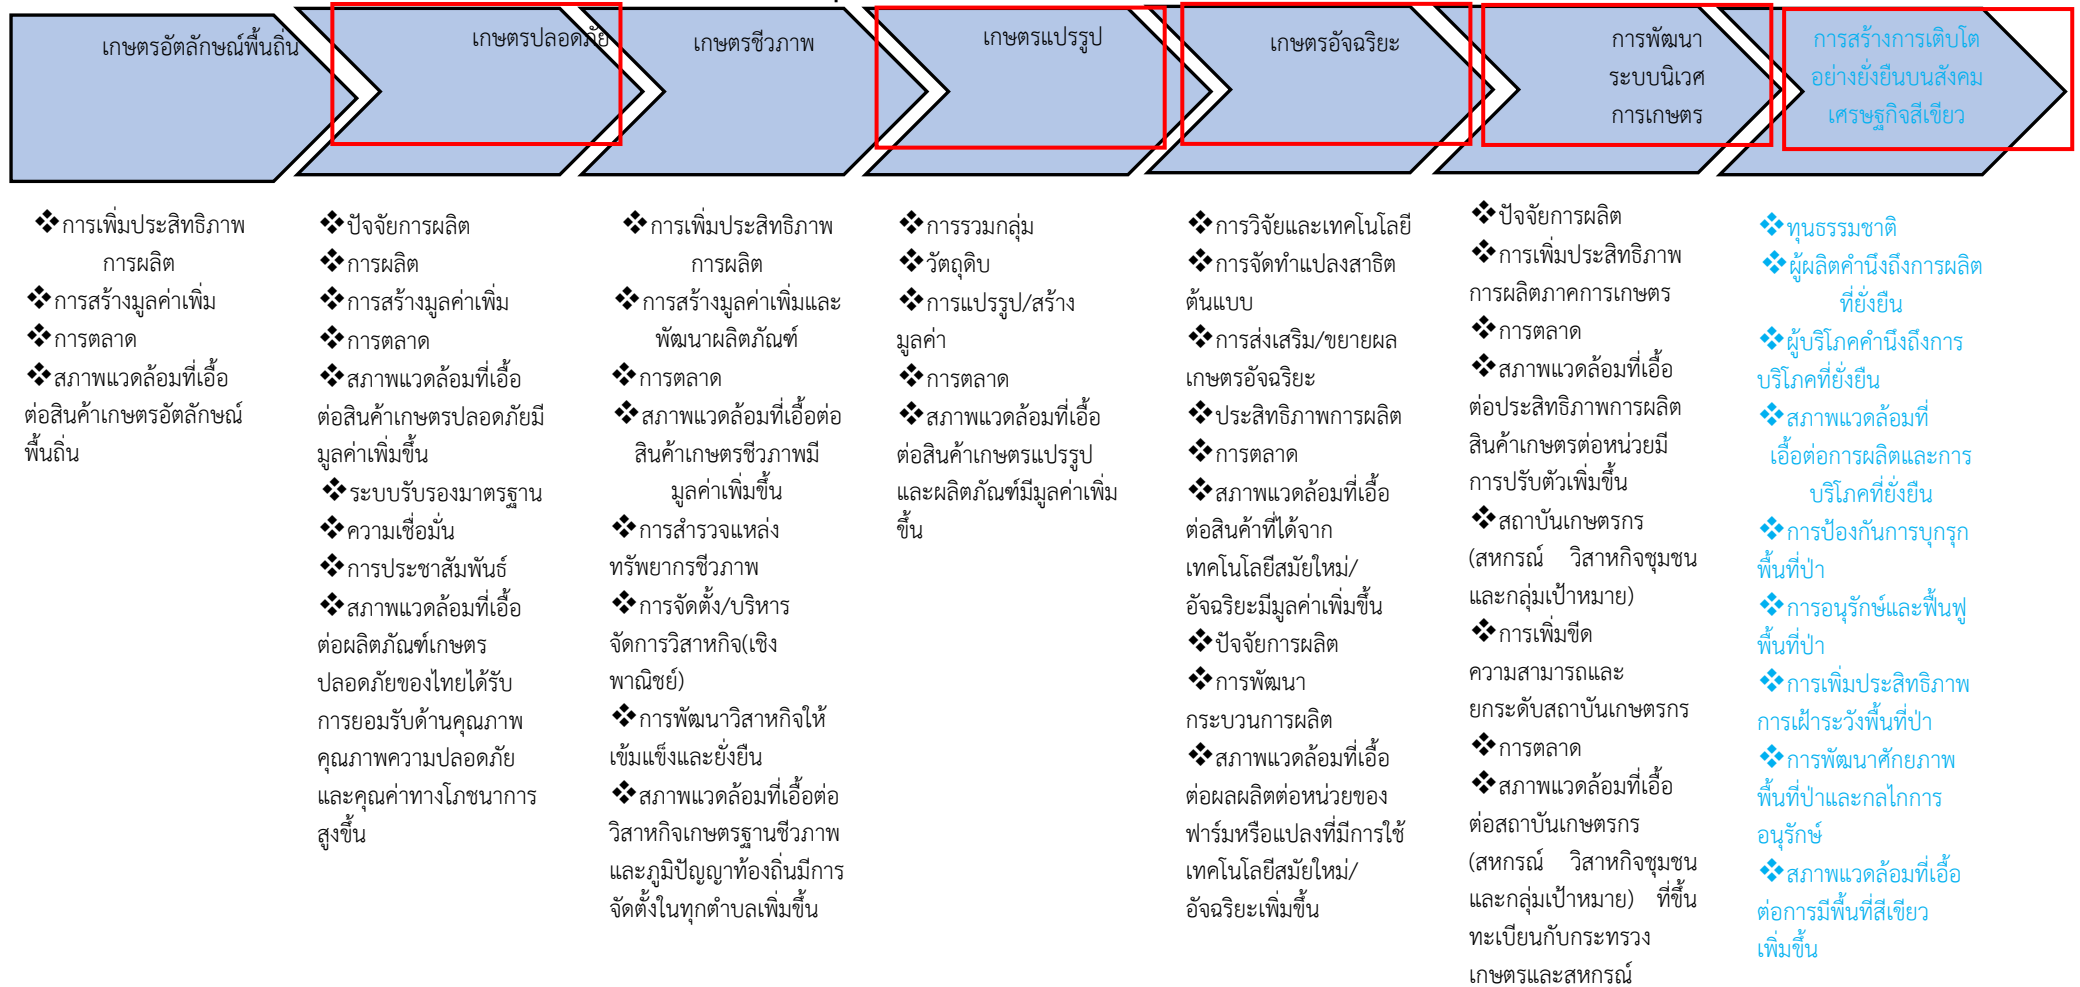 เกษตรอัตลักษณ์พื้นถิ่น
เกษตรปลอดภัย
เกษตรชีวภาพ
เกษตรแปรรูป
เกษตรอัจฉริยะ
การพัฒนา
ระบบนิเวศ
การเกษตร
การสร้างการเติบโต
อย่างยั่งยืนบนสังคม
เศรษฐกิจสีเขียว
❖การเพิ่มประสิทธิภาพ
การผลิต
❖การสร้างมูลค่าเพิ่ม
❖การตลาด
❖สภาพแวดล้อมที่เอื้อ
ต่อสินค้าเกษตรอัตลักษณ์
พื้นถิ่น
❖ปัจจัยการผลิต
❖การผลิต
❖การสร้างมูลค่าเพิ่ม
❖การตลาด
❖สภาพแวดล้อมที่เอื้อ
ต่อสินค้าเกษตรปลอดภัยมี
มูลค่าเพิ่มขึ้น
❖ระบบรับรองมาตรฐาน
❖ความเชื่อมั่น
❖การประชาสัมพันธ์
❖สภาพแวดล้อมที่เอื้อ
ต่อผลิตภัณฑ์เกษตร
ปลอดภัยของไทยได้รับ
การยอมรับด้านคุณภาพ
คุณภาพความปลอดภัย
และคุณค่าทางโภชนาการ
สูงขึ้น
❖การเพิ่มประสิทธิภาพ
การผลิต
❖การสร้างมูลค่าเพิ่มและ
พัฒนาผลิตภัณฑ์
❖การตลาด
❖สภาพแวดล้อมที่เอื้อต่อ
สินค้าเกษตรชีวภาพมี
มูลค่าเพิ่มขึ้น
❖การสำรวจแหล่ง
ทรัพยากรชีวภาพ
❖การจัดตั้ง/บริหาร
จัดการวิสาหกิจ(เชิง
พาณิชย์)
❖การพัฒนาวิสาหกิจให้
เข้มแข็งและยั่งยืน
❖สภาพแวดล้อมที่เอื้อต่อ
วิสาหกิจเกษตรฐานชีวภาพ
และภูมิปัญญาท้องถิ่นมีการ
จัดตั้งในทุกตำบลเพิ่มขึ้น
❖การรวมกลุ่ม
❖วัตถุดิบ
❖การแปรรูป/สร้าง
มูลค่า
❖การตลาด
❖สภาพแวดล้อมที่เอื้อ
ต่อสินค้าเกษตรแปรรูป
และผลิตภัณฑ์มีมูลค่าเพิ่ม
ขึ้น
❖การวิจัยและเทคโนโลยี
❖การจัดทำแปลงสาธิต
ต้นแบบ
❖การส่งเสริม/ขยายผล
เกษตรอัจฉริยะ
❖ประสิทธิภาพการผลิต
❖การตลาด
❖สภาพแวดล้อมที่เอื้อ
ต่อสินค้าที่ได้จาก
เทคโนโลยีสมัยใหม่/
อัจฉริยะมีมูลค่าเพิ่มขึ้น
❖ปัจจัยการผลิต
❖การพัฒนา
กระบวนการผลิต
❖สภาพแวดล้อมที่เอื้อ
ต่อผลผลิตต่อหน่วยของ
ฟาร์มหรือแปลงที่มีการใช้
เทคโนโลยีสมัยใหม่/
อัจฉริยะเพิ่มขึ้น
❖ปัจจัยการผลิต
❖การเพิ่มประสิทธิภาพ
การผลิตภาคการเกษตร
❖การตลาด
❖สภาพแวดล้อมที่เอื้อ
ต่อประสิทธิภาพการผลิต
สินค้าเกษตรต่อหน่วยมี
การปรับตัวเพิ่มขึ้น
❖สถาบันเกษตรกร
(สหกรณ์ วิสาหกิจชุมชน
และกลุ่มเป้าหมาย)
❖การเพิ่มขีด
ความสามารถและ
ยกระดับสถาบันเกษตรกร
❖การตลาด
❖สภาพแวดล้อมที่เอื้อ
ต่อสถาบันเกษตรกร
(สหกรณ์ วิสาหกิจชุมชน
และกลุ่มเป้าหมาย) ที่ขึ้น
ทะเบียนกับกระทรวง
เกษตรและสหกรณ์
❖ทุนธรรมชาติ
❖ผู้ผลิตคำนึงถึงการผลิต
ที่ยั่งยืน
❖ผู้บริโภคคำนึงถึงการ
บริโภคที่ยั่งยืน
❖สภาพแวดล้อมที่
เอื้อต่อการผลิตและการ
บริโภคที่ยั่งยืน
❖การป้องกันการบุกรุก
พื้นที่ป่า
❖การอนุรักษ์และฟื้นฟู
พื้นที่ป่า
❖การเพิ่มประสิทธิภาพ
การเฝ้าระวังพื้นที่ป่า
❖การพัฒนาศักยภาพ
พื้นที่ป่าและกลไกการ
อนุรักษ์
❖สภาพแวดล้อมที่เอื้อ
ต่อการมีพื้นที่สีเขียว
เพิ่มขึ้น